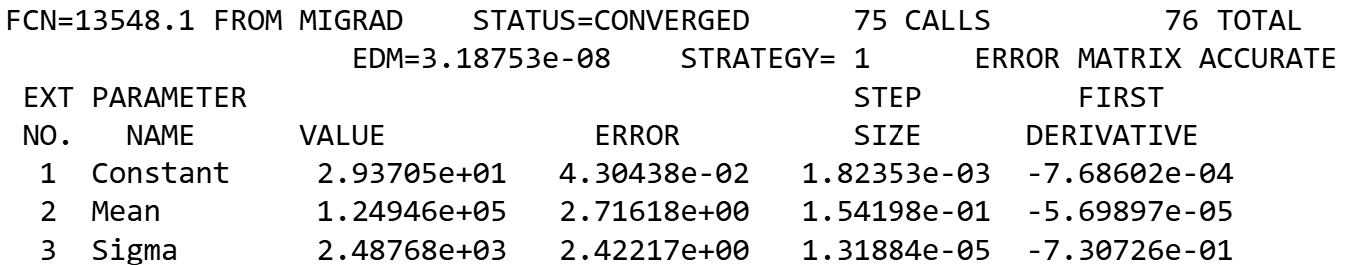 FCN=13548.1 FROM MIGRAD    STATUS=CONVERGED      75 CALLS          76 TOTAL
                    EDM=3.18753e-08    STRATEGY= 1      ERROR MATRIX ACCURATE
 EXT PARAMETER                                   STEP         FIRST
 NO.   NAME      VALUE            ERROR          SIZE      DERIVATIVE
  1  Constant     2.93705e+01   4.30438e-02   1.82353e-03  -7.68602e-04
  2  Mean         1.24946e+05   2.71618e+00   1.54198e-01  -5.69897e-05
  3  Sigma        2.48768e+03   2.42217e+00   1.31884e-05  -7.30726e-01